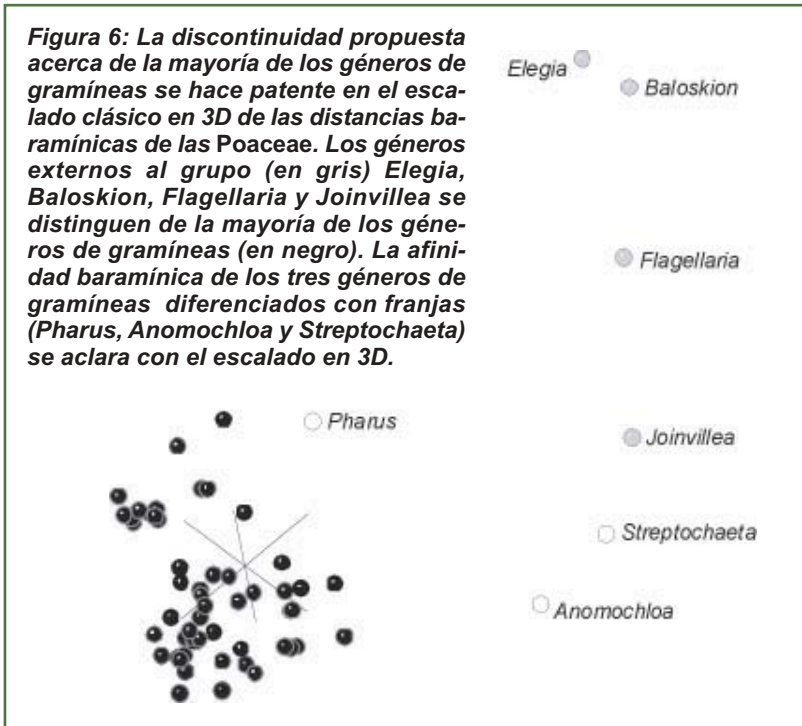 Figura 6: La discontinuidad propuesta
acerca de la mayoría de los géneros de
gramíneas se hace patente en el esca-
lado clásico en 3D de las distancias ba-
ramínicas de las Poaceae. Los géneros
externos al grupo (en gris) Elegia,
Baloskion, Flagellaria y Joinvillea se
distinguen de la mayoría de los géne-
ros de gramíneas (en negro). La afini-
dad baramínica de los tres géneros de
gramíneas diferenciados con franjas
(Pharus, Anomochloa y Streptochaeta)
se aclara con el escalado en 3D.
Elegia
Baloskion
Flagellaria
Pharus
Joinvillea
Streptochaeta
Anomochloa